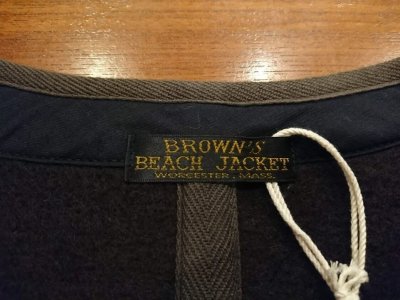 BROWN'S
BEACH JACKET
WORCESTER, MASS.